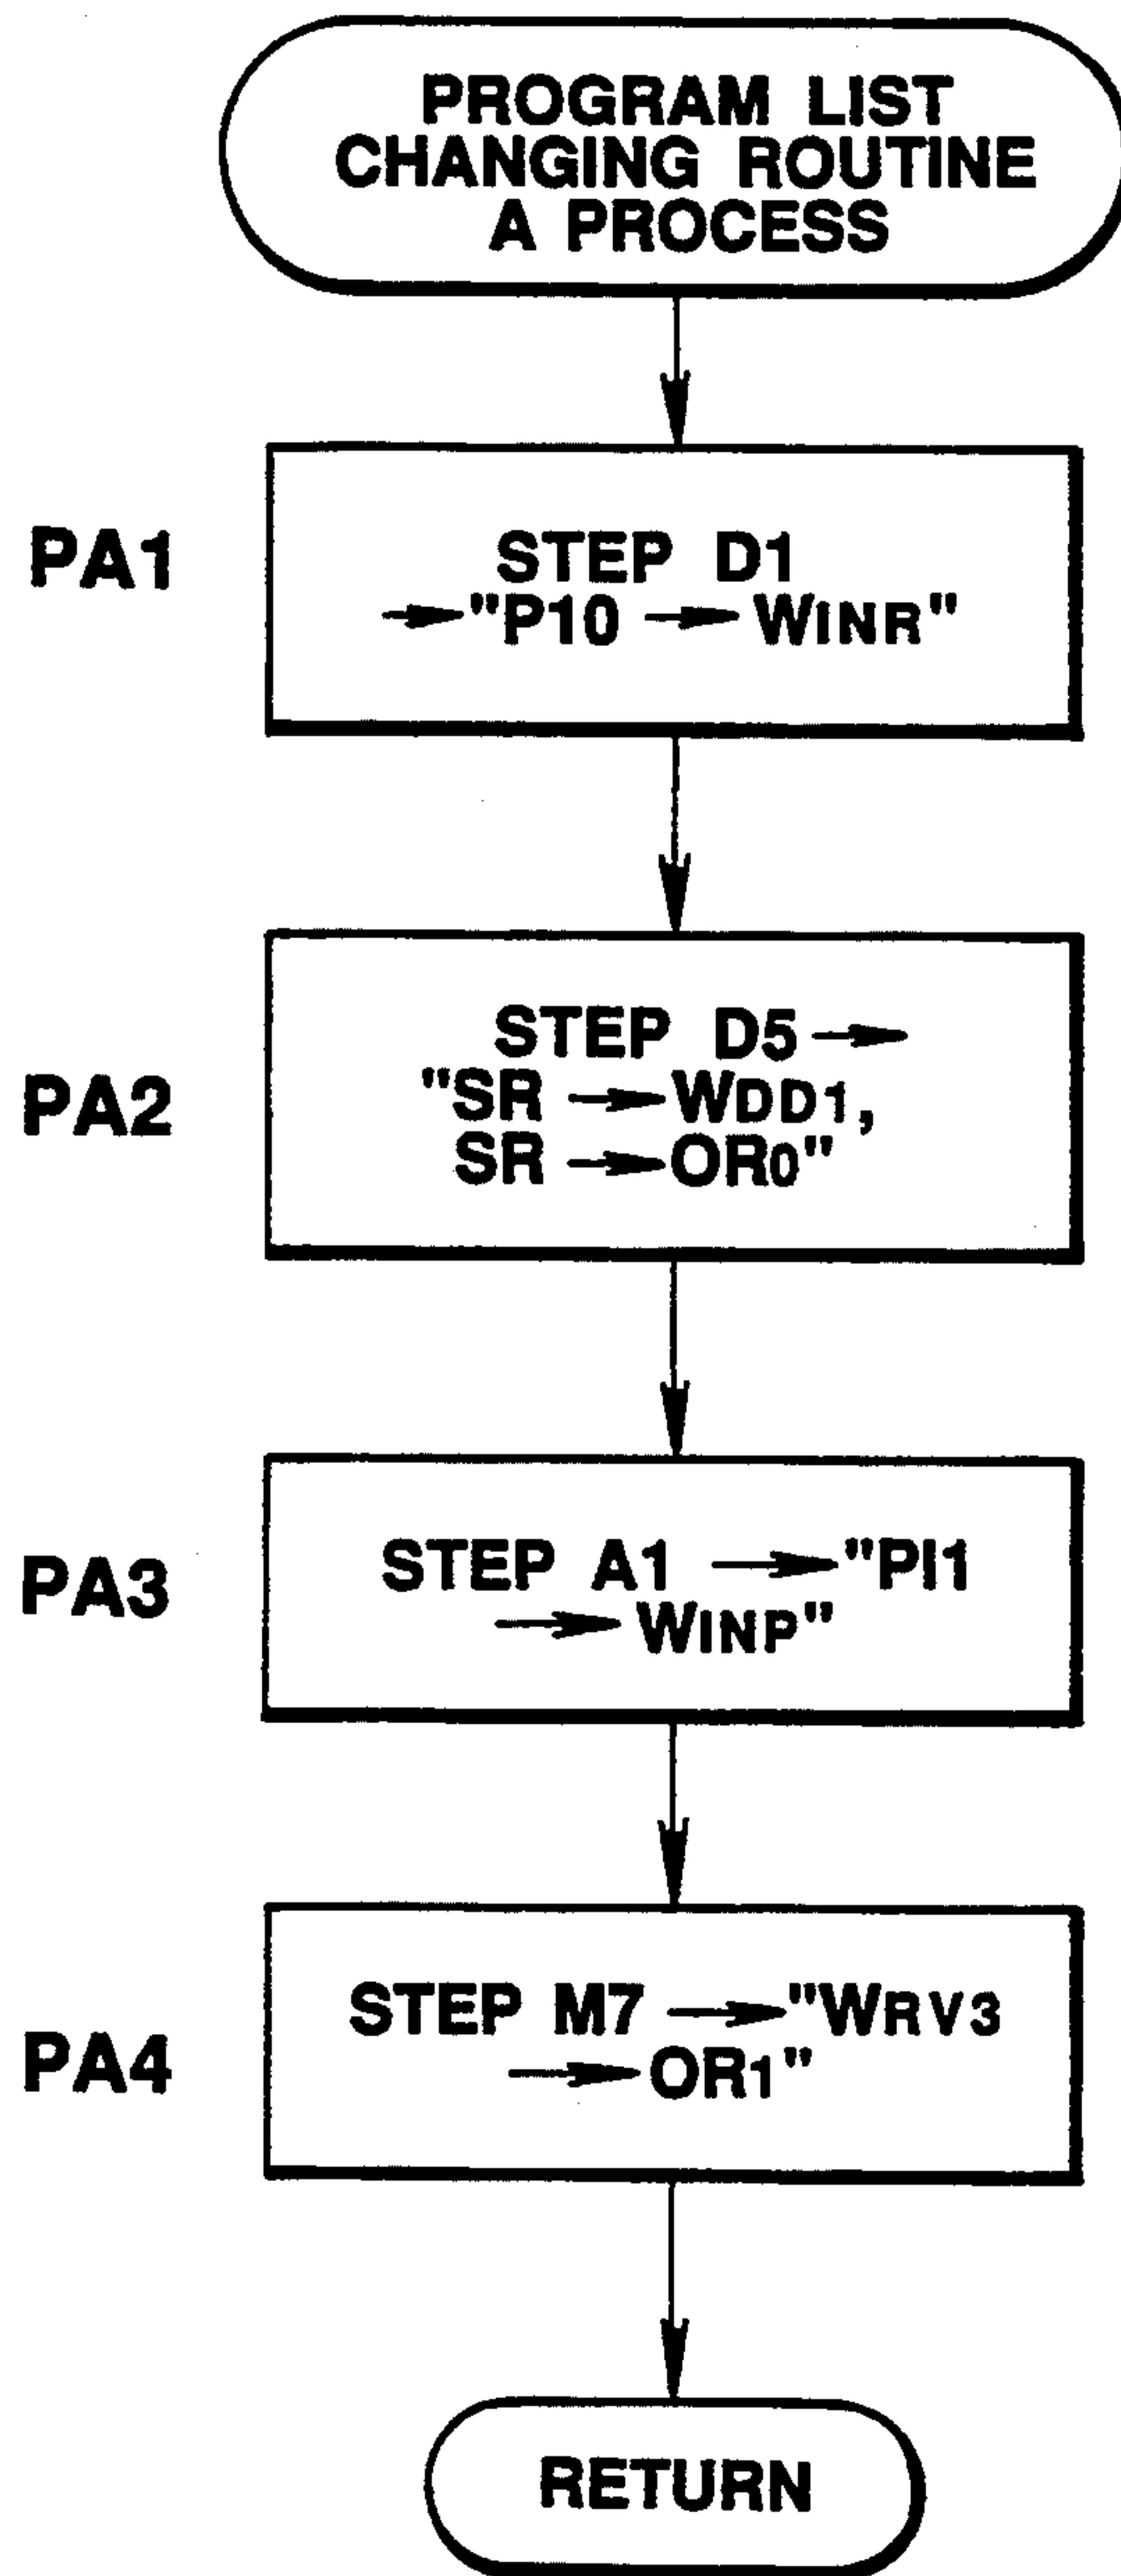 PROGRAM LIST
CHANGING ROUTINE
A PROCESS
PA1
STEP D1
→"P10 → WINR"
PA2
STEP D5 →
"SR → WDD1,
SR → OR0"
PA3
STEP A1 → "PI1
→ WINP"
PA4
STEP M7 → "WRV3
→ OR1"
RETURN